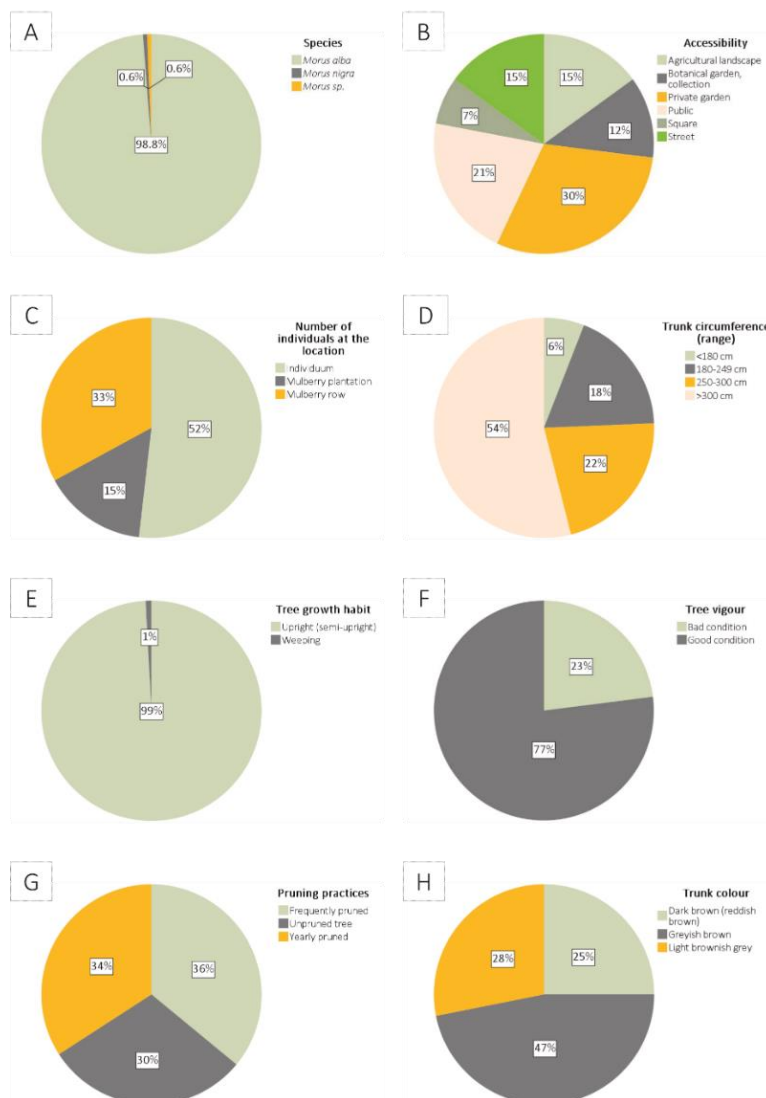 A
Species
Morus alba
Morus nigra
Morus sp.
0.6%
0.6%
98.8%
B
Accessibility
Agricultural landscape
Botanical garden,
collection
Private garden
Public
Square
Street
15%
15%
12%
7%
21%
30%
C
Number of
individuals at the
location
Individuum
Mulberry plantation
Mulberry row
33%
52%
15%
D
Trunk circumference
(range)
<180 cm
180-249 cm
250-300 cm
>300 cm
6%
18%
54%
22%
E
Tree growth habit
Upright (semi-upright)
Weeping
1%
99%
F
Tree vigour
Bad condition
Good condition
23%
77%
G
Pruning practices
Frequently pruned
Unpruned tree
Yearly pruned
34%
36%
30%
H
Trunk colour
Dark brown (reddish
brown)
Greyish brown
Light brownish grey
28%
25%
47%